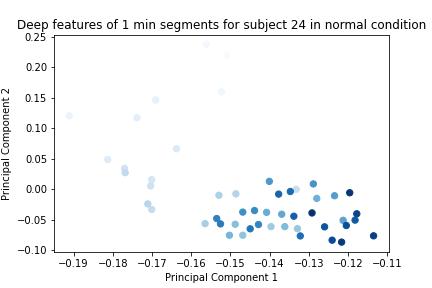 Deep features of 1 min segments for subject 24 in normal condition
Principal Component 2
0.25
0.20
0.15
0.10
0.05
0.00
−0.05
−0.10
−0.19 −0.18 −0.17 −0.16 −0.15 −0.14 −0.13 −0.12 −0.11
Principal Component 1